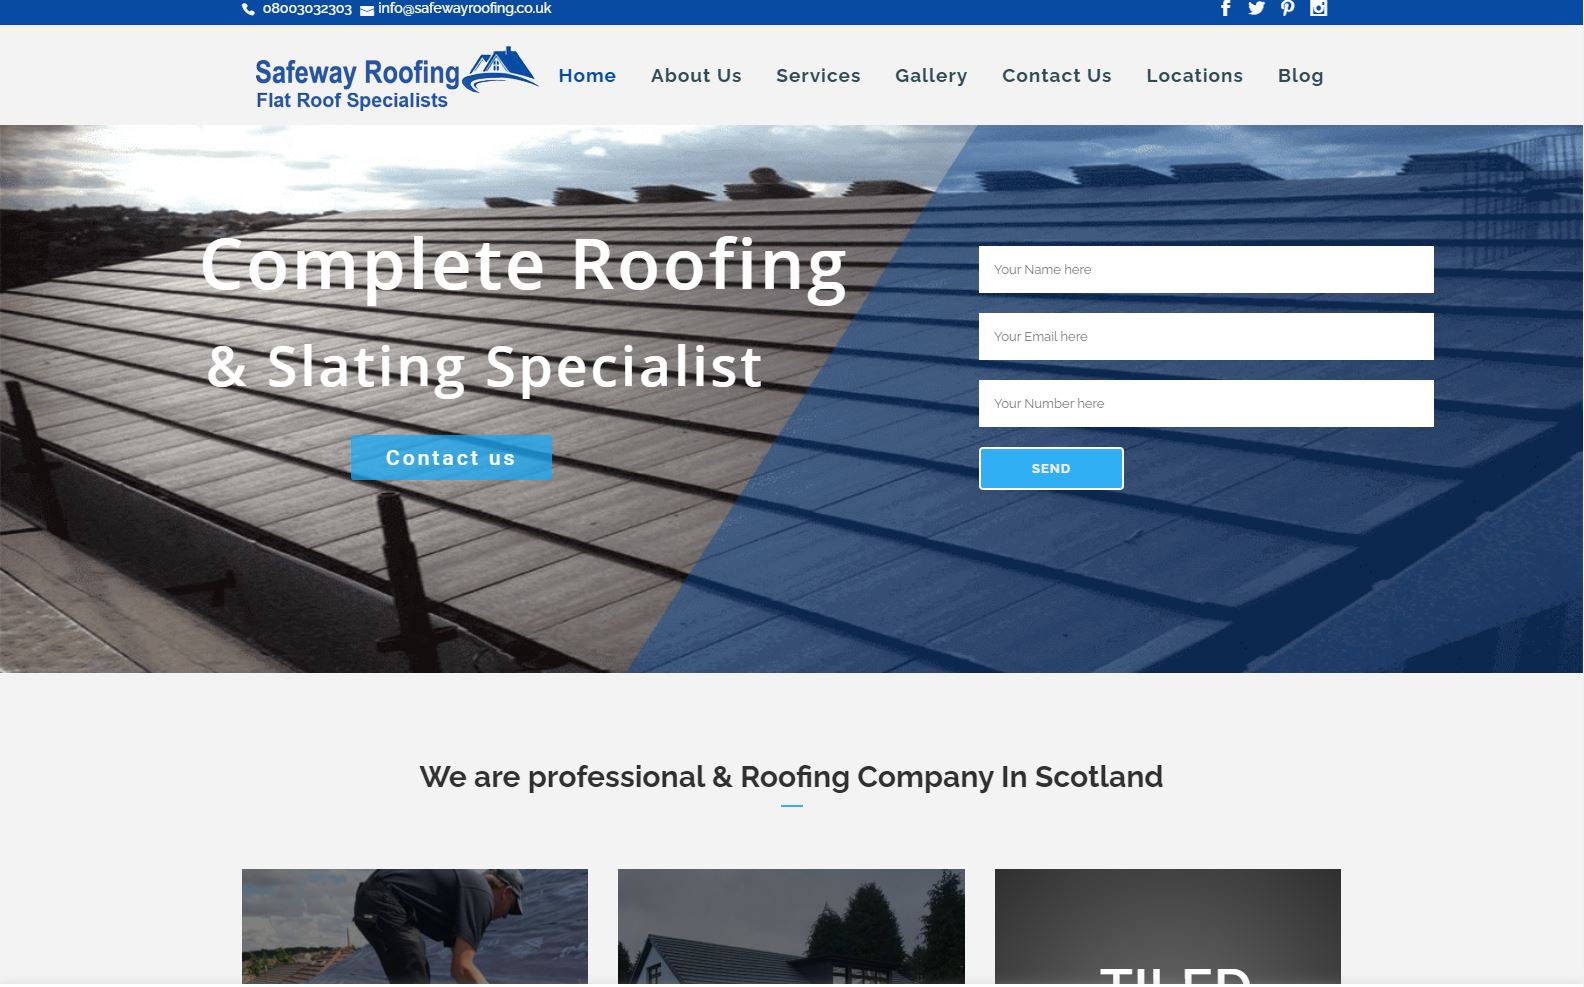 08003032303 info@safewayroofing.co.uk
Safeway Roofing
Flat Roof Specialists
Home About Us Services Gallery Contact Us Locations Blog
Complete Roofing
& Slating Specialist
Contact us
Your Name here
Your Email here
Your Number here
SEND
We are professional & Roofing Company In Scotland
TILED